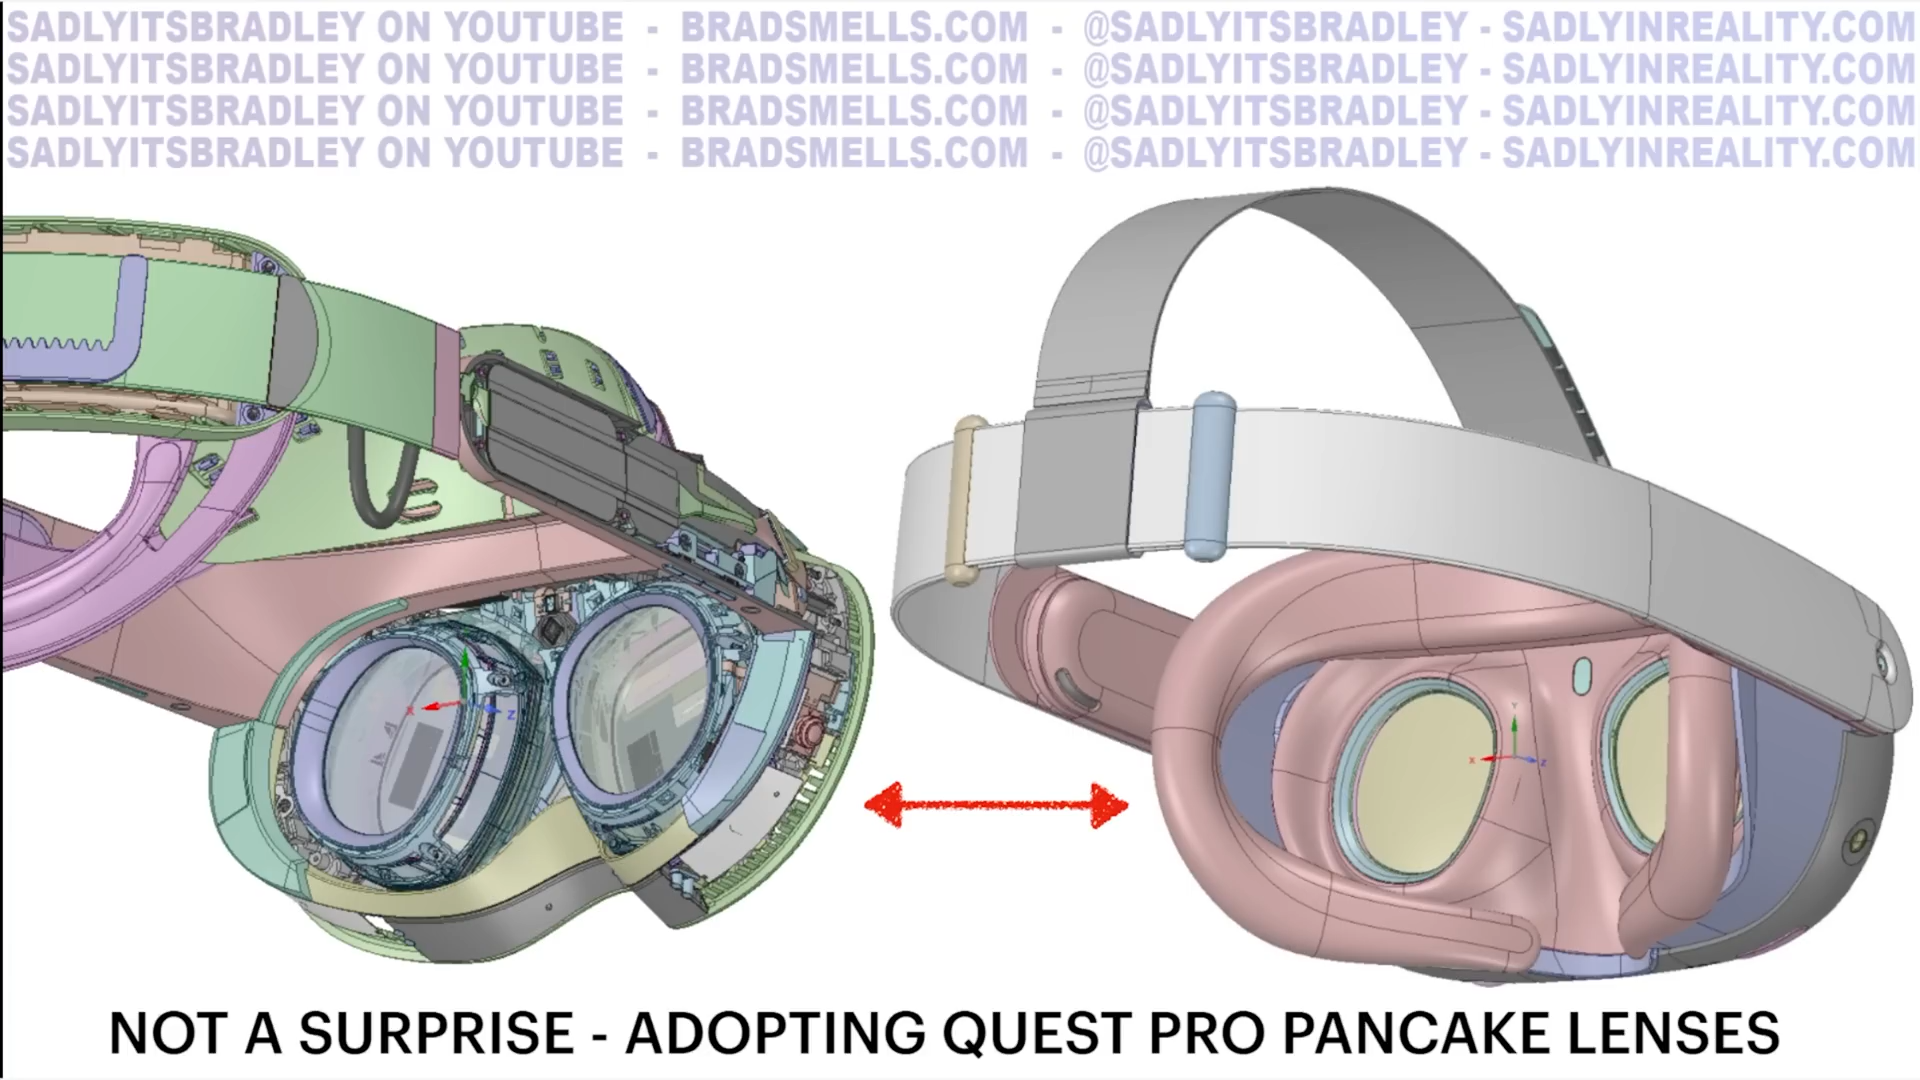 SADLYITSBRADLEY ON YOUTUBE - BRADSMELLS.COM - @SADLYITSBRADLEY - SADLYINREALITY.COM
SADLYITSBRADLEY ON YOUTUBE - BRADSMELLS.COM - @SADLYITSBRADLEY - SADLYINREALITY.COM
SADLYITSBRADLEY ON YOUTUBE - BRADSMELLS.COM - @SADLYITSBRADLEY - SADLYINREALITY.COM
SADLYITSBRADLEY ON YOUTUBE - BRADSMELLS.COM - @SADLYITSBRADLEY - SADLYINREALITY.COM
X Z
Y
X Z
NOT A SURPRISE - ADOPTING QUEST PRO PANCAKE LENSES